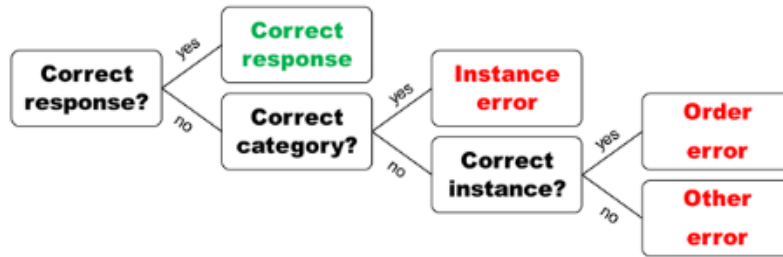 Correct
response?
yes
Correct
response
no
Correct
category?
yes
Instance
error
no
Correct
instance?
yes
Order
error
no
Other
error